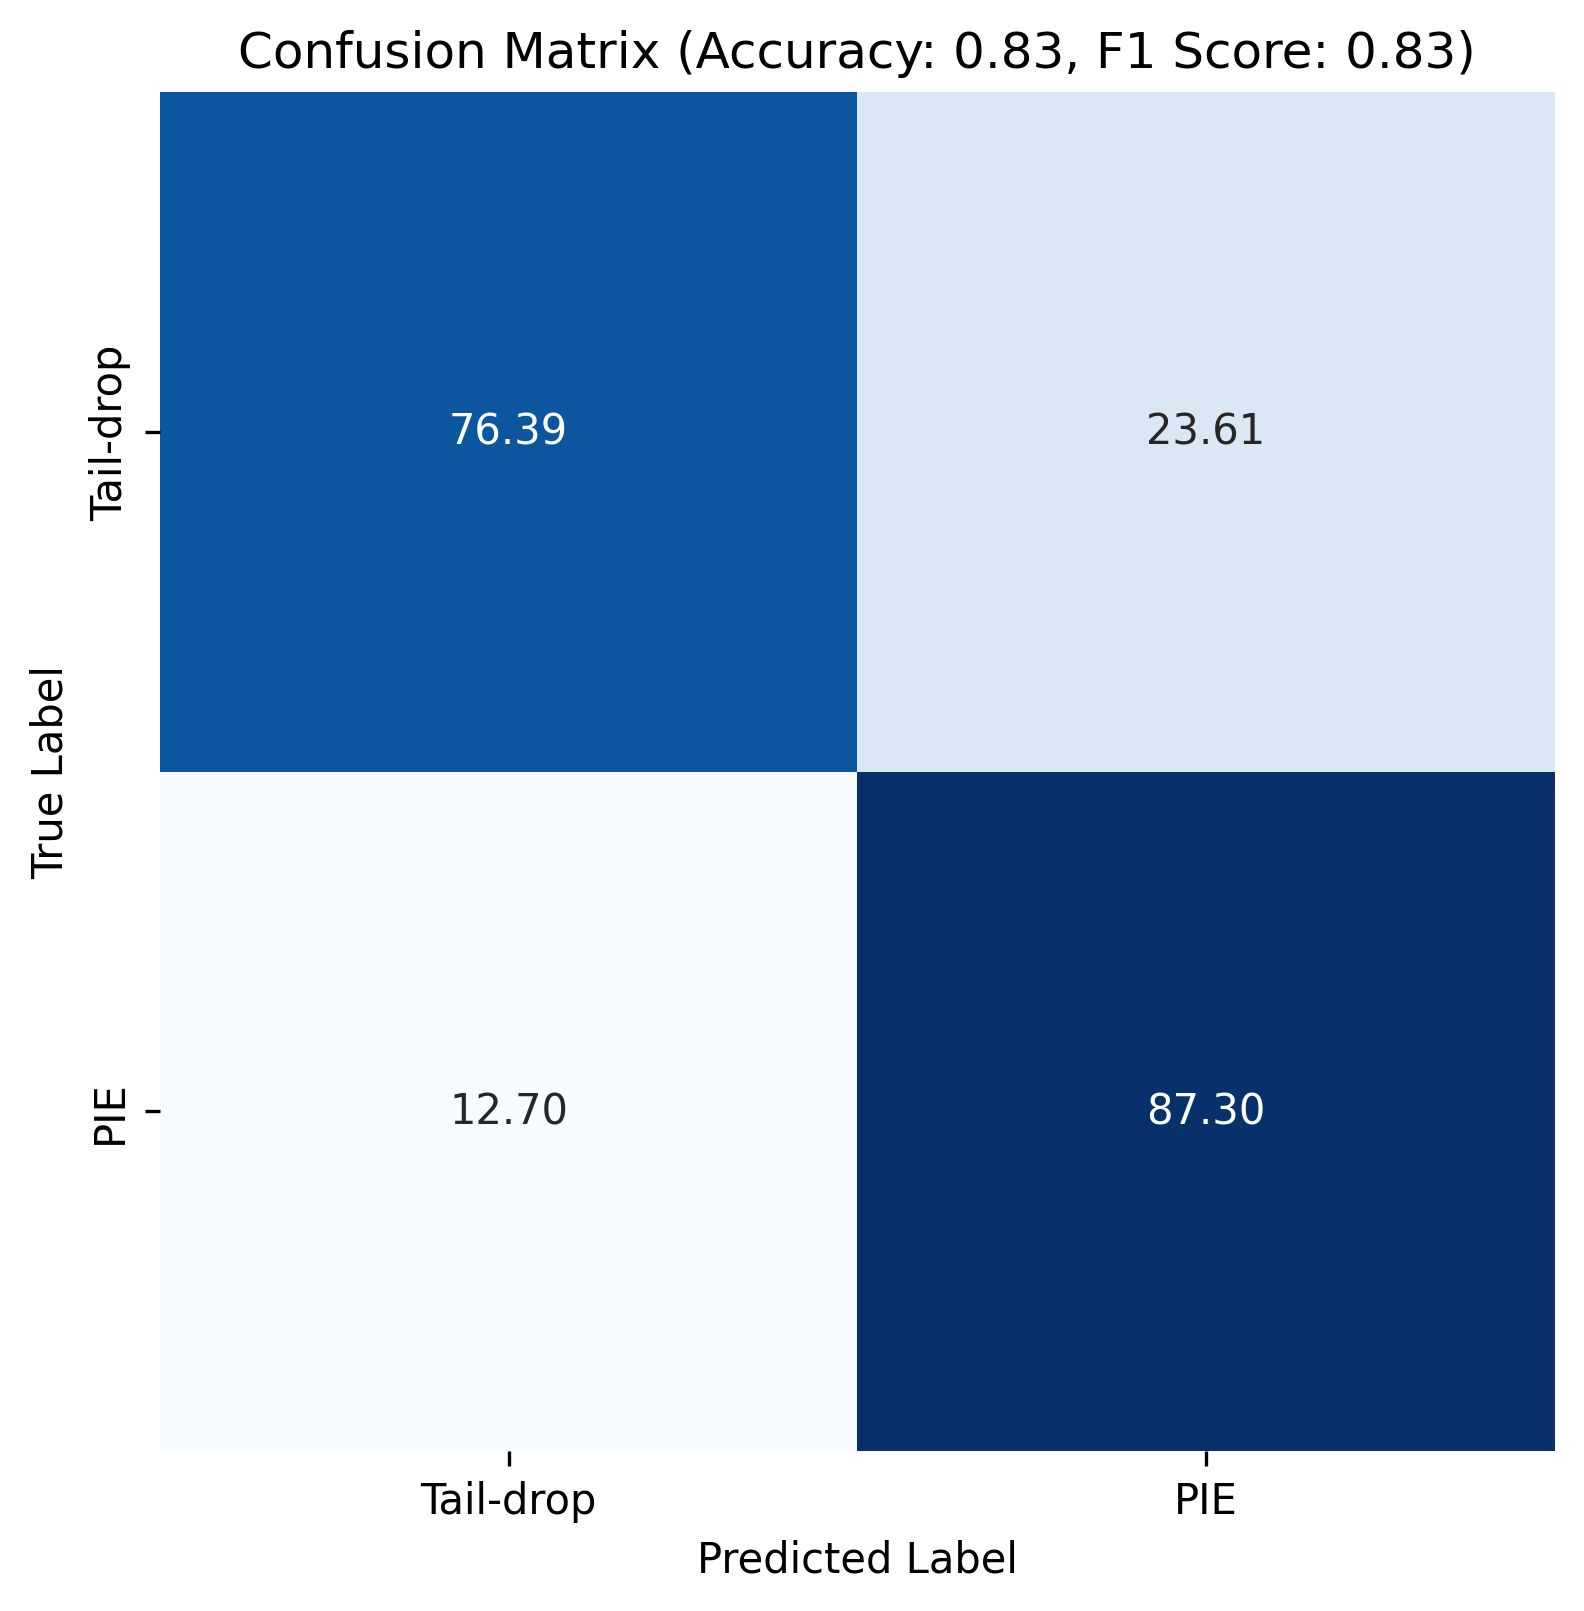 Confusion Matrix (Accuracy: 0.83, F1 Score: 0.83)
True Label
Tail-drop
76.39
23.61
PIE
12.70
87.30
Tail-drop
PIE
Predicted Label